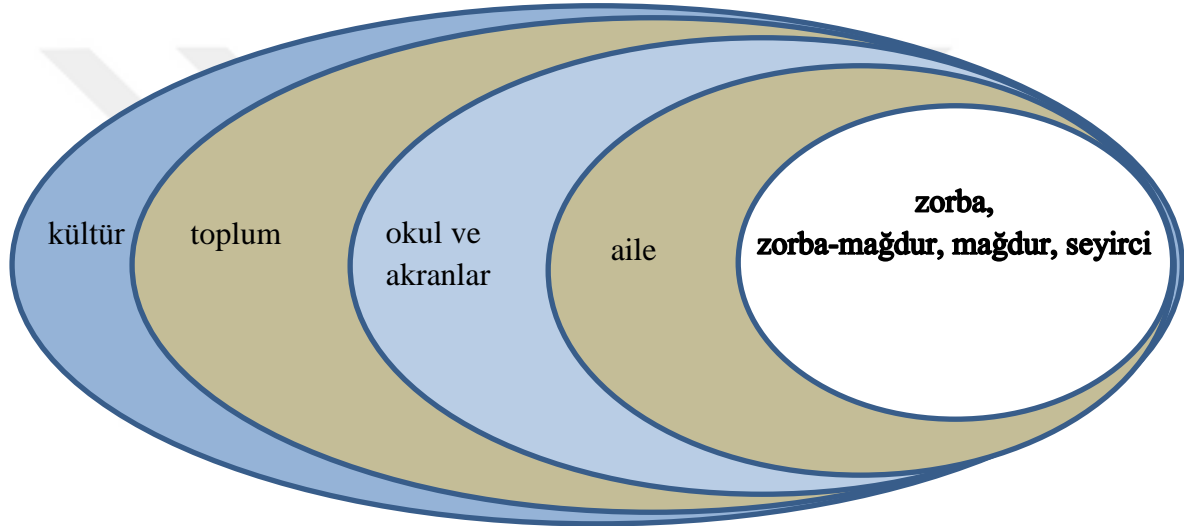 kültür
toplum
okul ve
akranlar
aile
zorba,
zorba-mağdur, mağdur, seyirci